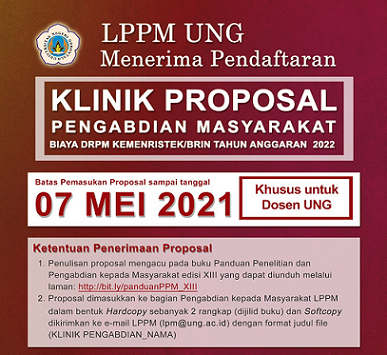 LPPM UNG
Menerima Pendaftaran
KLINIK PROPOSAL
PENGABDIAN MASYARAKAT
BIAYA DRPM KEMENRISTEK/BRIN TAHUN ANGGARAN 2022
Batas Pemasukan Proposal sampai tanggal
07 MEI 2021
Khusus untuk
Dosen UNG
Ketentuan Penerimaan Proposal
1. Penulisan proposal mengacu pada buku Panduan Penelitian dan
Pengabdian kepada Masyarakat edisi XIII yang dapat diunduh melalui
laman: http://bit.ly/panduanPPM_XIII
2. Proposal dimasukkan ke bagian Pengabdian kepada Masyarakat LPPM
dalam bentuk Hardcopy sebanyak 2 rangkap (dijilid buku) dan Softcopy
dikirimkan ke e-mail LPPM (lpm@ung.ac.id) dengan format judul file
(KLINIK PENGABDIAN_NAMA)